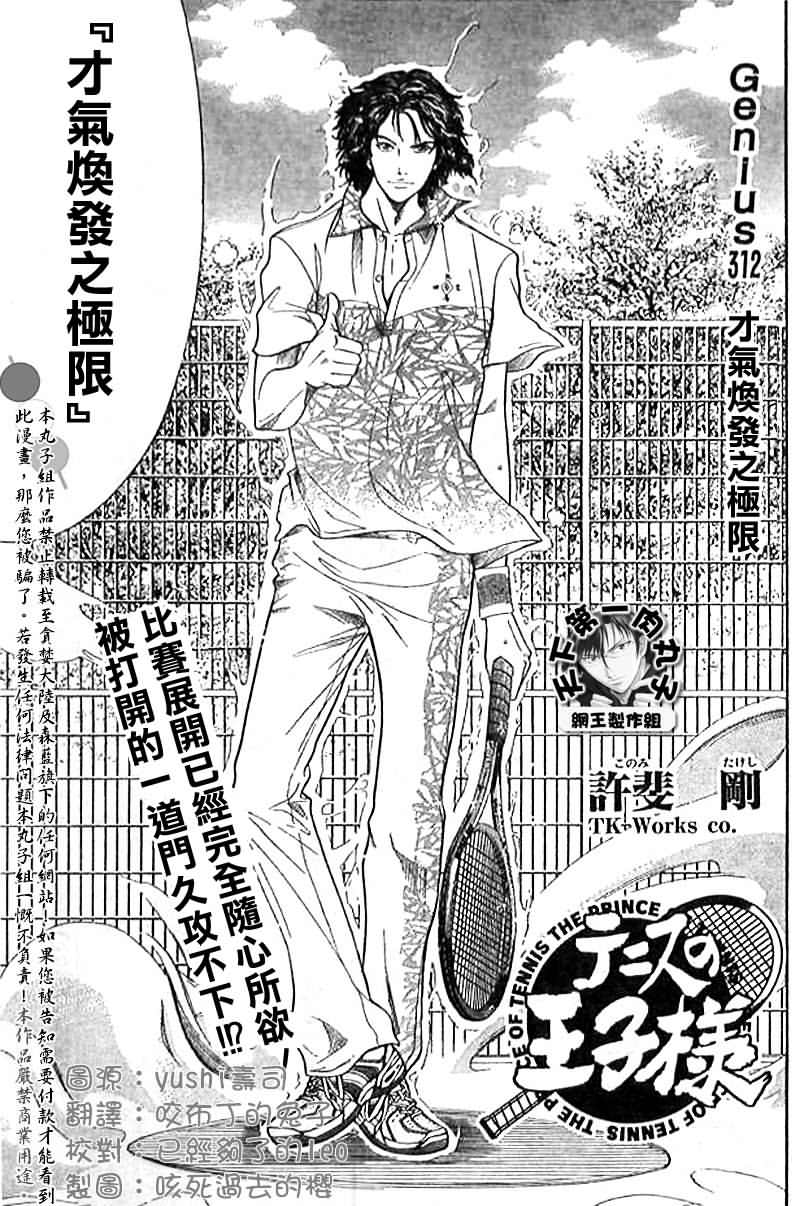 Genius312 才氣煥發之極限
『才氣煥發之極限』
天下第一肉丸子
網王製作組
このみ たけし
許斐 剛
TK Works co.
テニスの
王子様
THE PRINCE OF TENNIS
比賽展開已經完全隨心所欲！
被打開的一道門久攻不下!!?
圖源：yushi壽司
翻譯：咬布丁的兔子
校對：已經夠了的leo
製圖：咳死過去的櫻
本丸子組作品禁止轉載至貪婪大陸及森藍旗下的任何網站！如果您被告知需要付款才能看到
此漫畫，那麼您被騙了。若發生任何法律問題本丸子組一慨不負責！本作品嚴禁商業用途．